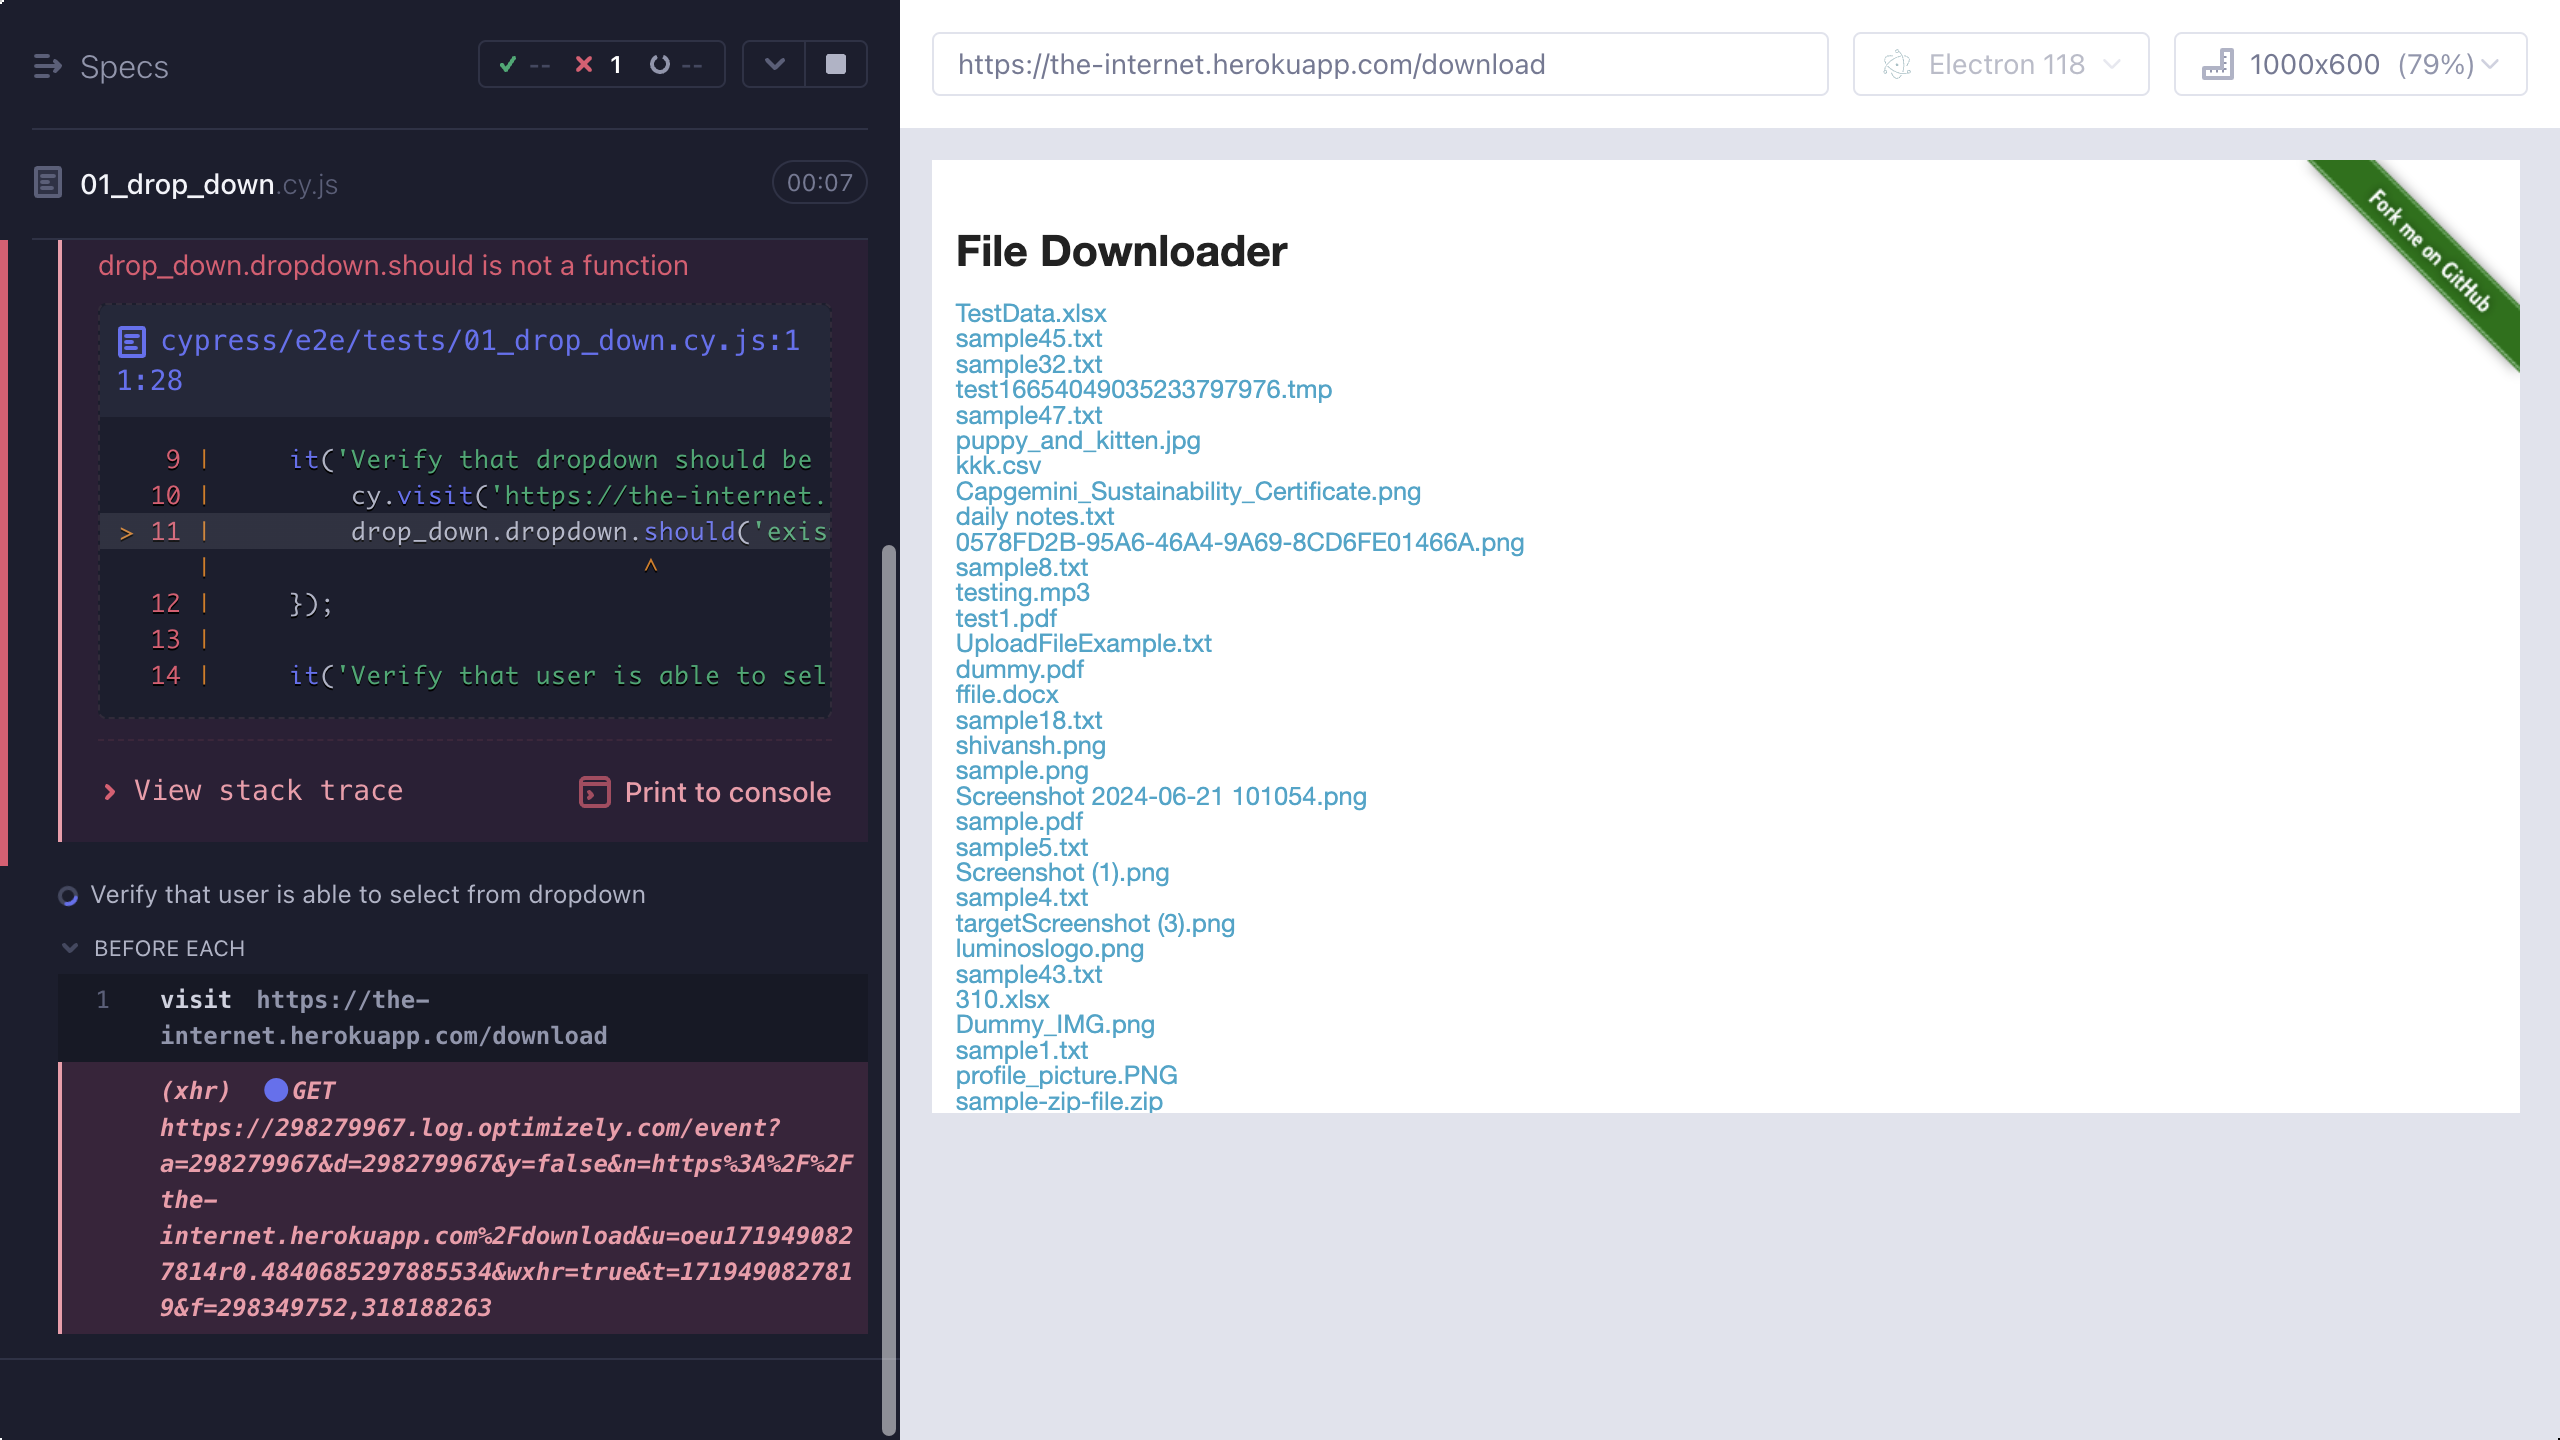 Specs
-- 1 --
01_drop_down.cy.js
00:07
drop_down.dropdown.should is not a function
cypress/e2e/tests/01_drop_down.cy.js:1
1:28
9 | it('Verify that dropdown should be
10 | cy.visit('https://the-internet.
> 11 | drop_down.dropdown.should('exis
| ^
12 | });
13 |
14 | it('Verify that user is able to sel
View stack trace
Print to console
Verify that user is able to select from dropdown
BEFORE EACH
1 visit https://the-
internet.herokuapp.com/download
(xhr) GET
https://298279967.log.optimizely.com/event?
a=298279967&d=298279967&y=false&n=https%3A%2F%2F
the-
internet.herokuapp.com%2Fdownload&u=oeu171949082
7814r0.4840685297885534&wxhr=true&t=171949082781
9&f=298349752,318188263
https://the-internet.herokuapp.com/download
Electron 118
1000x600 (79%)
Fork me on GitHub
File Downloader
TestData.xlsx
sample45.txt
sample32.txt
test16654049035233797976.tmp
sample47.txt
puppy_and_kitten.jpg
kkk.csv
Capgemini_Sustainability_Certificate.png
daily notes.txt
0578FD2B-95A6-46A4-9A69-8CD6FE01466A.png
sample8.txt
testing.mp3
test1.pdf
UploadFileExample.txt
dummy.pdf
ffile.docx
sample18.txt
shivansh.png
sample.png
Screenshot 2024-06-21 101054.png
sample.pdf
sample5.txt
Screenshot (1).png
sample4.txt
targetScreenshot (3).png
luminoslogo.png
sample43.txt
310.xlsx
Dummy_IMG.png
sample1.txt
profile_picture.PNG
sample-zip-file.zip